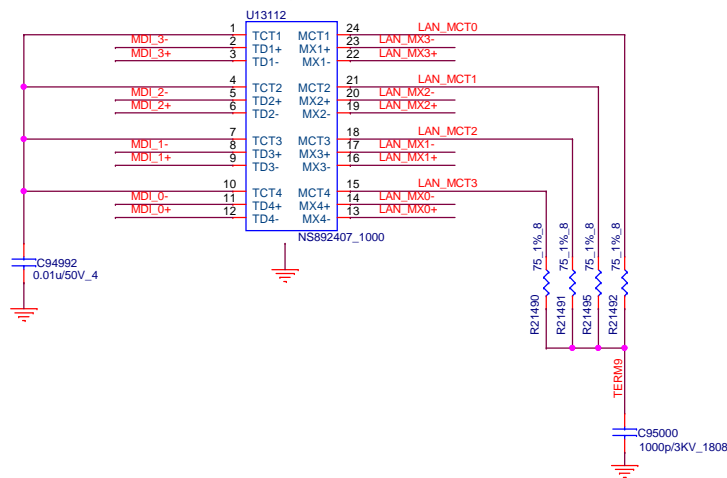 U13112
1 TCT1 MCT1 24 LAN_MCT0
MDI_3- 2 TD1+ MX1+ 23 LAN_MX3-
MDI_3+ 3 TD1- MX1- 22 LAN_MX3+
4 TCT2 MCT2 21 LAN_MCT1
MDI_2- 5 TD2+ MX2+ 20 LAN_MX2-
MDI_2+ 6 TD2- MX2- 19 LAN_MX2+
7 TCT3 MCT3 18 LAN_MCT2
MDI_1- 8 TD3+ MX3+ 17 LAN_MX1-
MDI_1+ 9 TD3- MX3- 16 LAN_MX1+
10 TCT4 MCT4 15 LAN_MCT3
MDI_0- 11 TD4+ MX4+ 14 LAN_MX0-
MDI_0+ 12 TD4- MX4- 13 LAN_MX0+
NS892407_1000
C94992
0.01u/50V_4
75_1%_8
75_1%_8
75_1%_8
75_1%_8
R21490
R21491
R21495
R21492
TERM9
C95000
1000p/3KV_1808